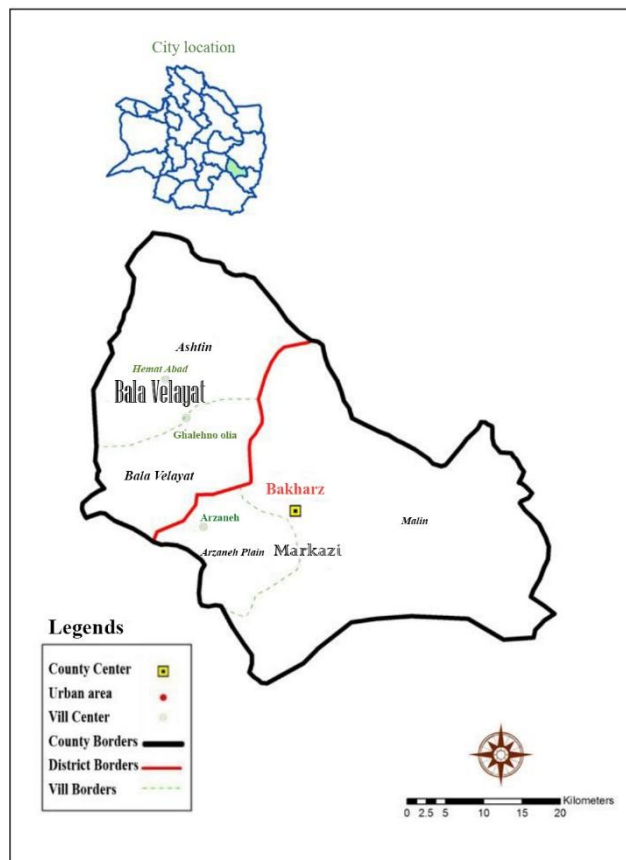 City location
Ashtin
Hemat Abad
Bala Velayat
Ghalehno olia
Bala Velayat
Bakharz
Arzaneh
Malin
Arzaneh Plain
Markazi
Legends
County Center
Urban area
Vill Center
County Borders
District Borders
Vill Borders
Kilometers
0 2.5 5 10 15 20